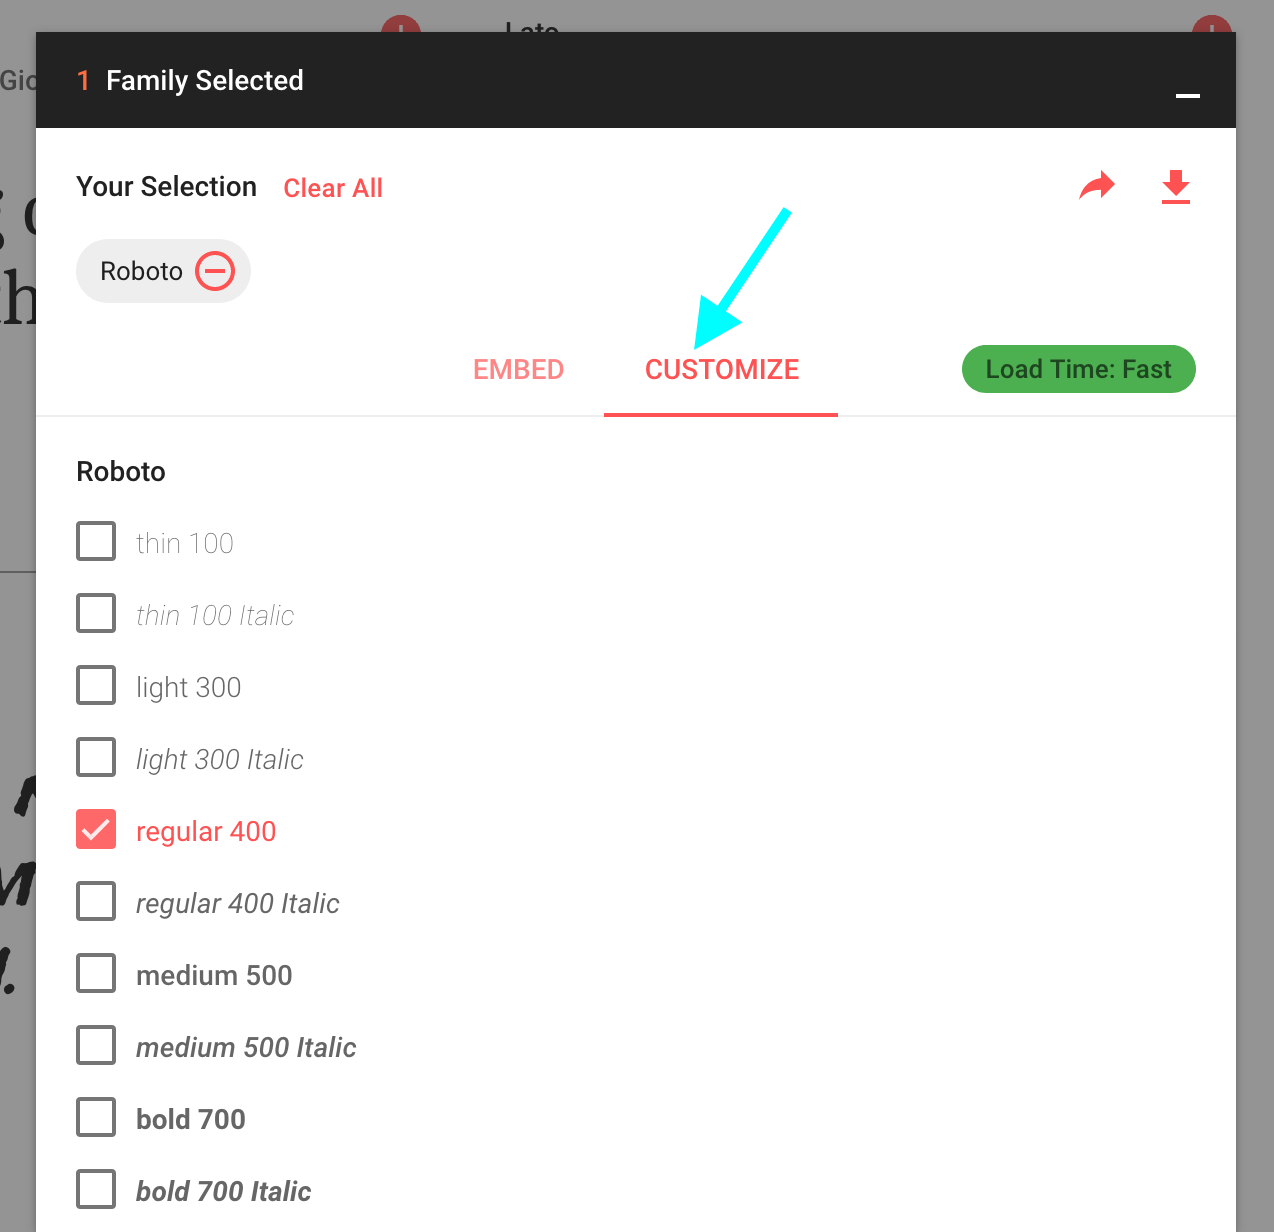 Lato
1 Family Selected
Your Selection Clear All
Roboto
EMBED CUSTOMIZE Load Time: Fast
Roboto
thin 100
thin 100 Italic
light 300
light 300 Italic
regular 400
regular 400 Italic
medium 500
medium 500 Italic
bold 700
bold 700 Italic